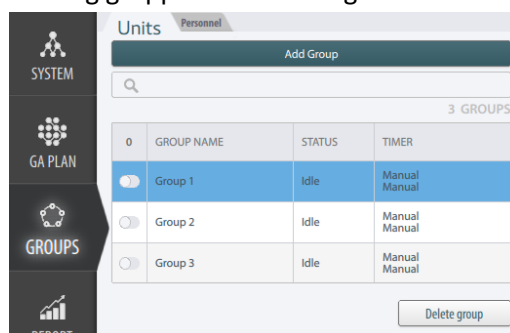 Units Personnel
SYSTEM
Add Group
3 GROUPS
GA PLAN
0 GROUP NAME STATUS TIMER
Group 1 Idle Manual
Manual
Group 2 Idle Manual
Manual
GROUPS
Group 3 Idle Manual
Manual
Delete group